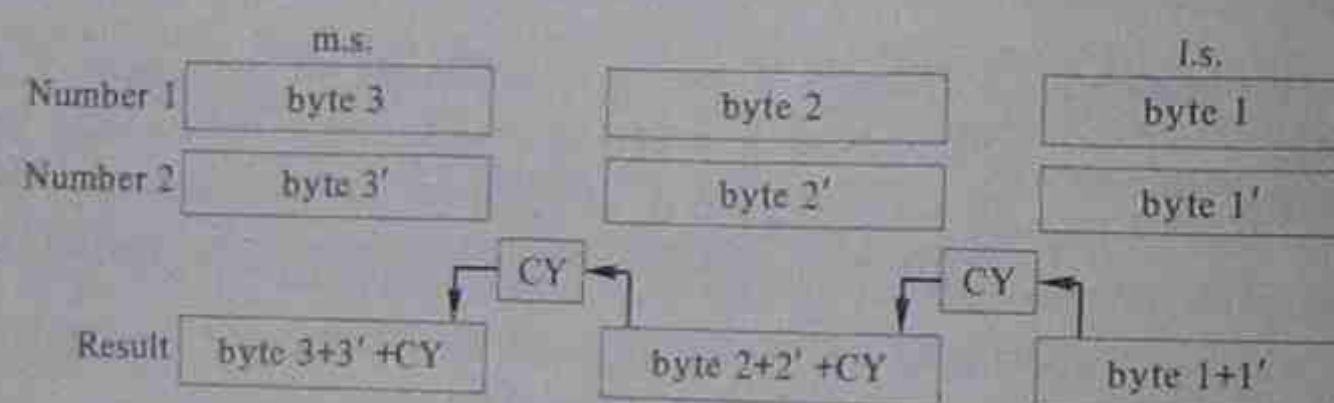 m.s. l.s.
Number 1 byte 3 byte 2 byte 1
Number 2 byte 3′ byte 2′ byte 1′
CY CY
Result byte 3+3′ +CY byte 2+2′ +CY byte 1+1′